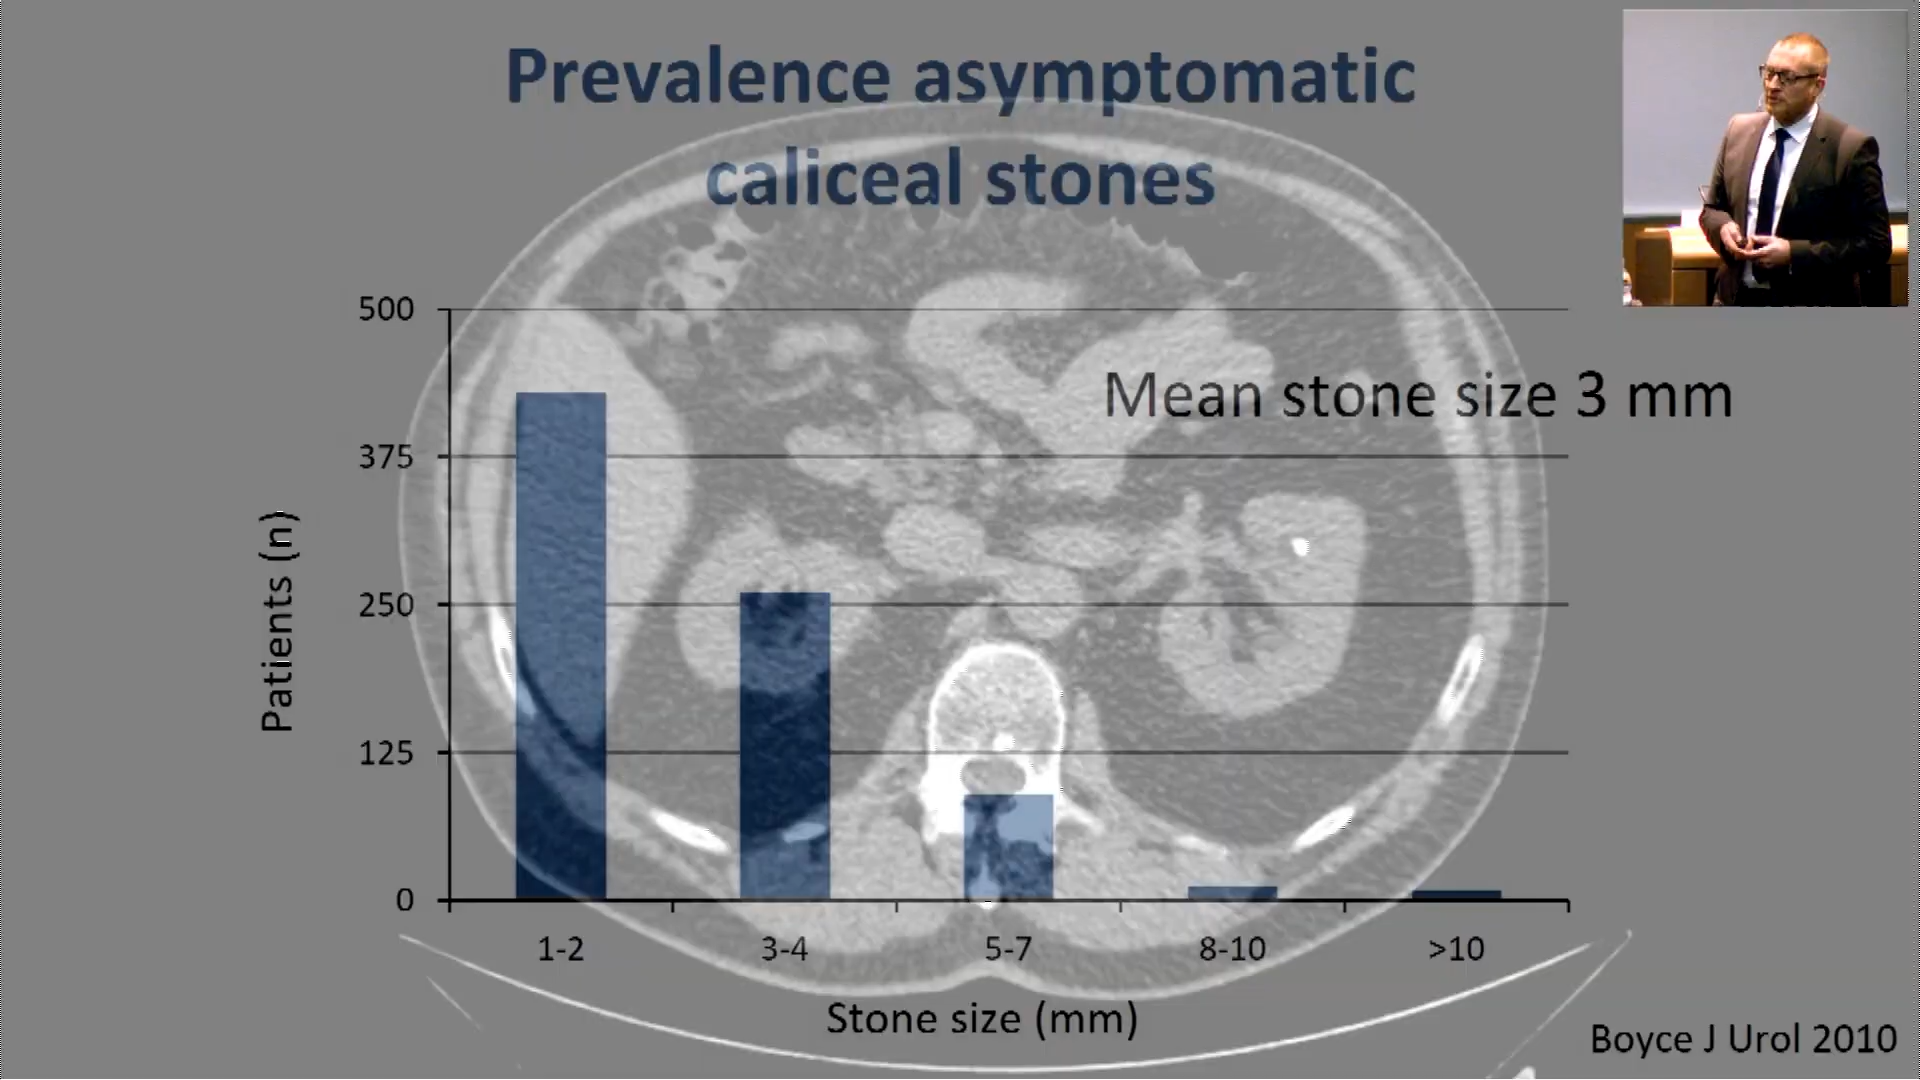 Prevalence asymptomatic
caliceal stones
Mean stone size 3 mm
Patients (n)
500
375
250
125
0
1-2
3-4
5-7
8-10
>10
Stone size (mm)
Boyce J Urol 2010